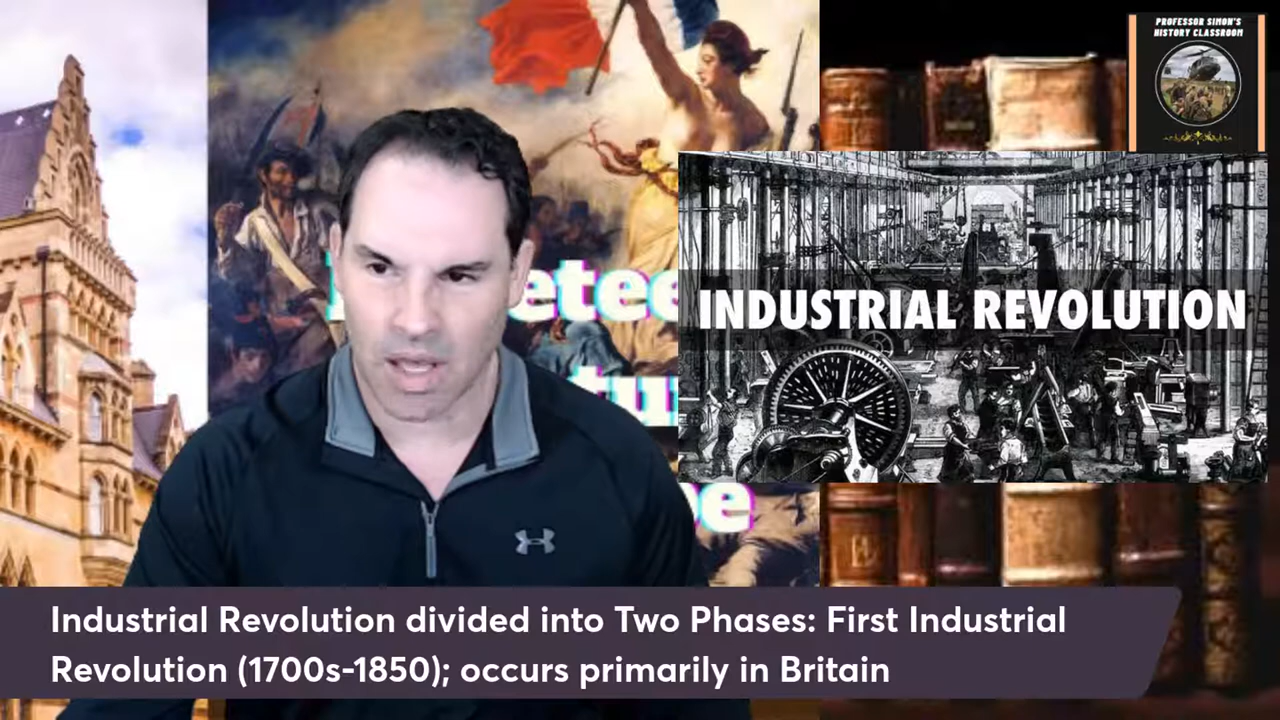 PROFESSOR SIMON'S
HISTORY CLASSROOM
INDUSTRIAL REVOLUTION
Industrial Revolution divided into Two Phases: First Industrial
Revolution (1700s-1850); occurs primarily in Britain